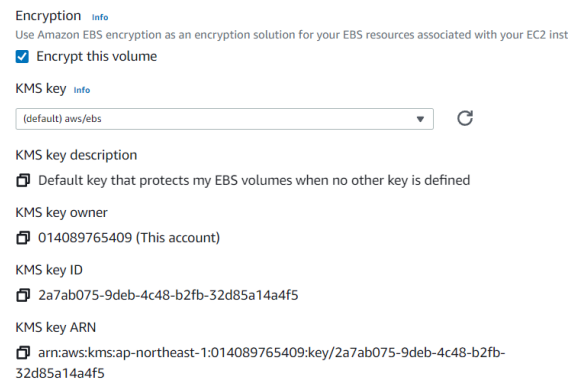 Encryption Info
Use Amazon EBS encryption as an encryption solution for your EBS resources associated with your EC2 inst
Encrypt this volume
KMS key Info
(default) aws/ebs
KMS key description
Default key that protects my EBS volumes when no other key is defined
KMS key owner
014089765409 (This account)
KMS key ID
2a7ab075-9deb-4c48-b2fb-32d85a14a4f5
KMS key ARN
arn:aws:kms:ap-northeast-1:014089765409:key/2a7ab075-9deb-4c48-b2fb-
32d85a14a4f5